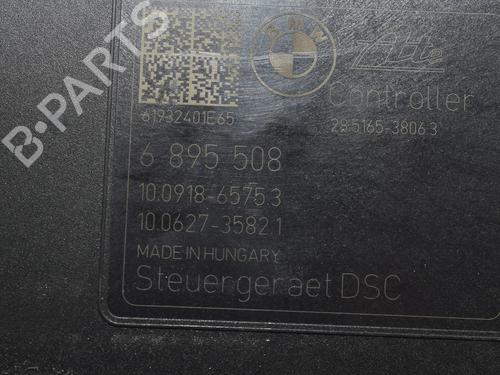 BMW
Ate
Controller
28.5165-3806.3
61932401E65
6 895 508
10.0918-6575.3
10.0627-3582.1
MADE IN HUNGARY
Steuergeraet DSC
B-PARTS